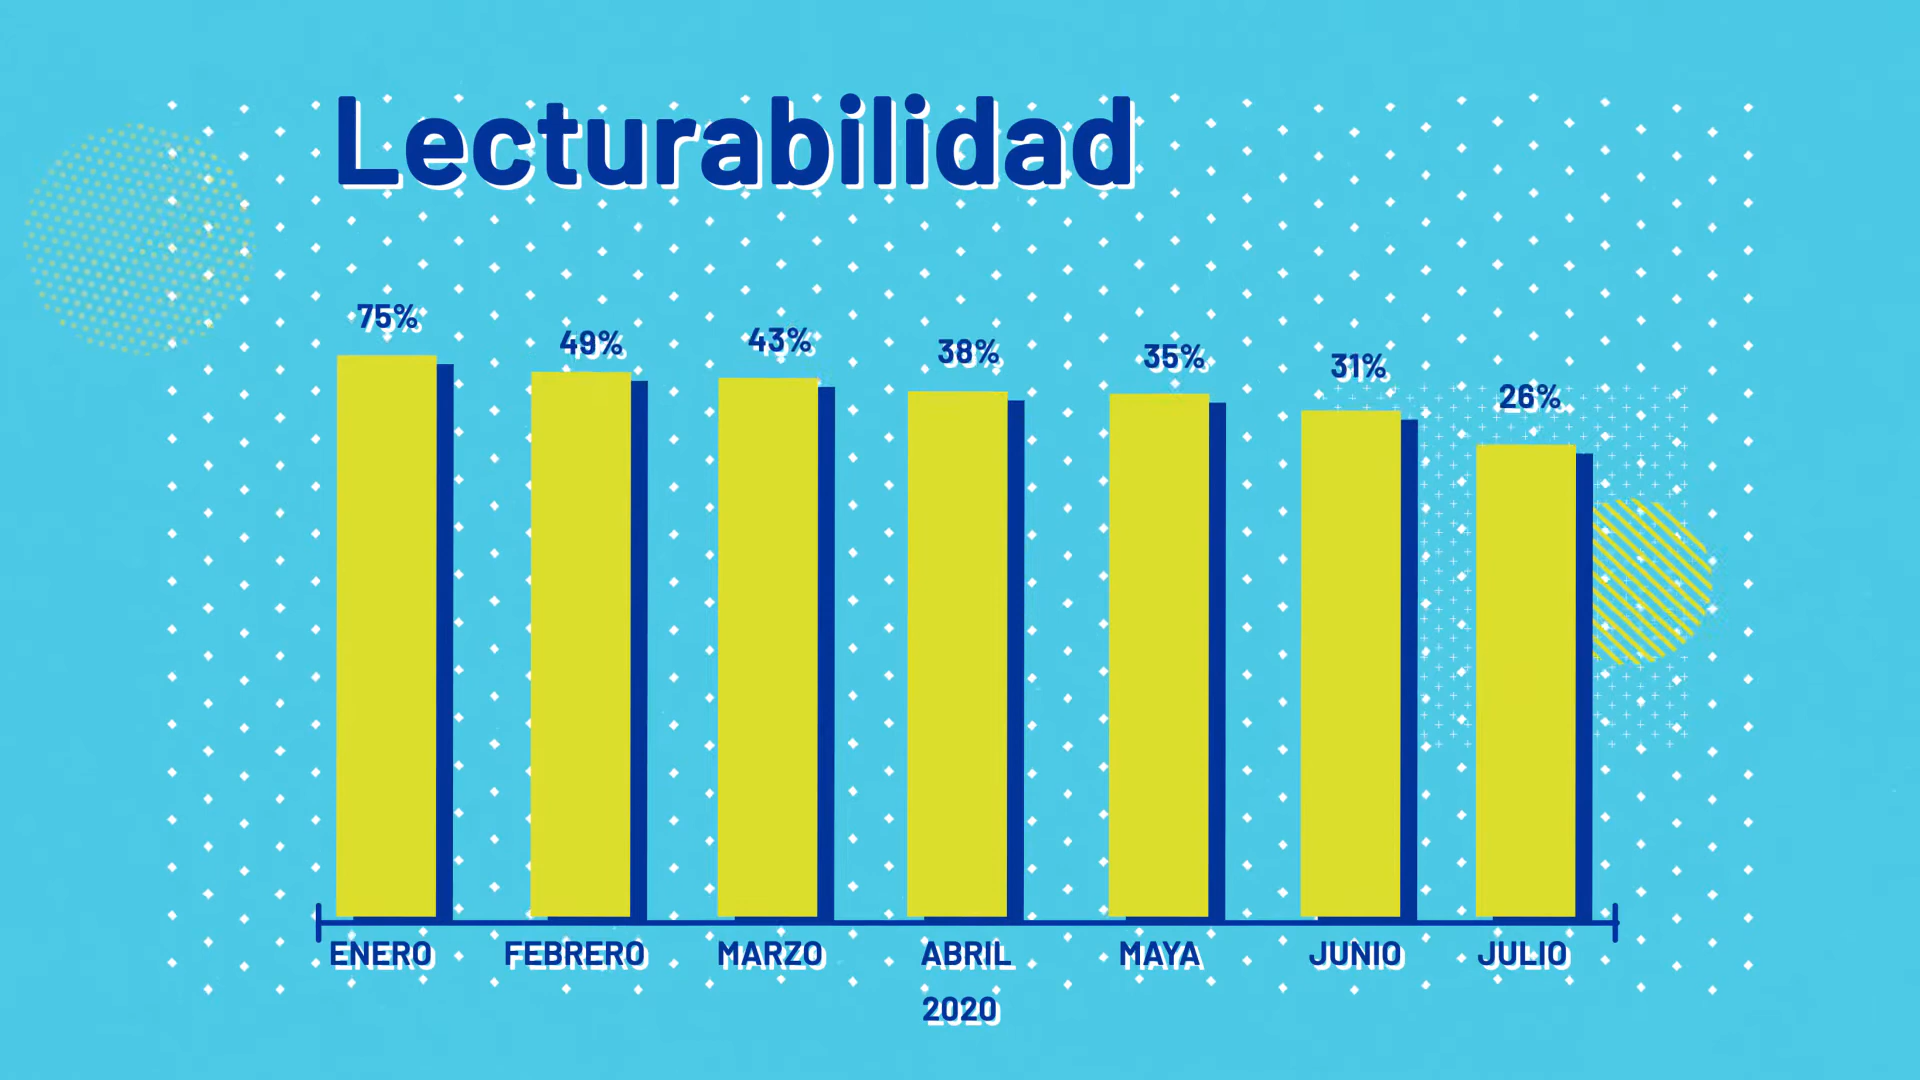 Lecturabilidad
75% 49% 43% 38% 35% 31% 26%
ENERO FEBRERO MARZO ABRIL MAYA JUNIO JULIO
2020